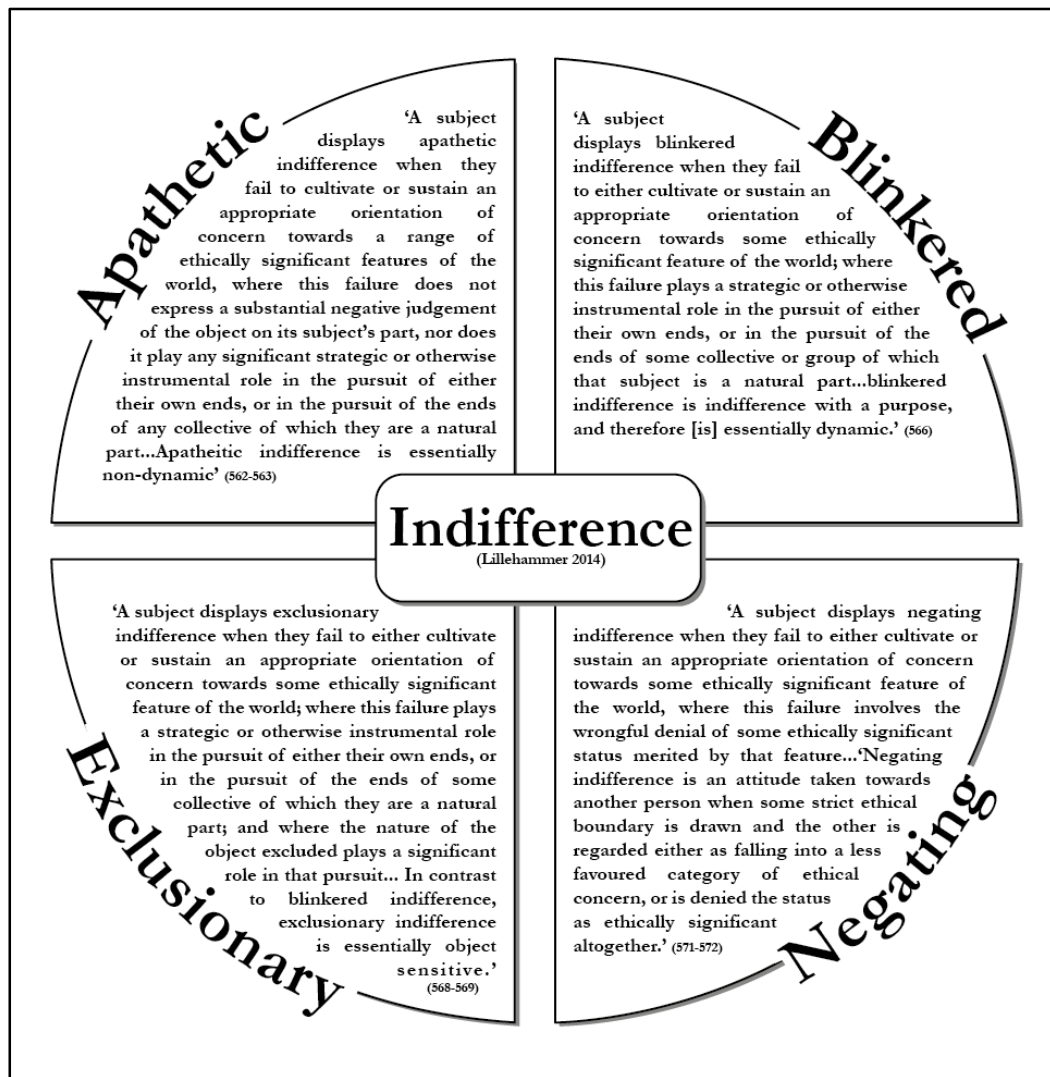 Apathetic
‘A subject
displays apathetic
indifference when they
fail to cultivate or sustain an
appropriate orientation of
concern towards a range of
ethically significant features of the
world, where this failure does not
express a substantial negative judgement
of the object on its subject’s part, nor does
it play any significant strategic or otherwise
instrumental role in the pursuit of either
their own ends, or in the pursuit of the ends
of any collective of which they are a natural
part...Apatheitic indifference is essentially
non-dynamic’ (562-563)
Blinkered
‘A subject
displays blinkered
indifference when they fail
to either cultivate or sustain an
appropriate orientation of
concern towards some ethically
significant feature of the world; where
this failure plays a strategic or otherwise
instrumental role in the pursuit of either
their own ends, or in the pursuit of the
ends of some collective or group of which
that subject is a natural part...blinkered
indifference is indifference with a purpose,
and therefore [is] essentially dynamic.’ (566)
Indifference
(Lillehammer 2014)
Exclusionary
‘A subject displays exclusionary
indifference when they fail to either cultivate
or sustain an appropriate orientation of
concern towards some ethically significant
feature of the world; where this failure plays
a strategic or otherwise instrumental role
in the pursuit of either their own ends, or
in the pursuit of the ends of some
collective of which they are a natural
part; and where the nature of the
object excluded plays a significant
role in that pursuit... In contrast
to blinkered indifference,
exclusionary indifference
is essentially object
sensitive.’
(568-569)
Negating
‘A subject displays negating
indifference when they fail to either cultivate or
sustain an appropriate orientation of concern
towards some ethically significant feature of
the world, where this failure involves the
wrongful denial of some ethically significant
status merited by that feature...‘Negating
indifference is an attitude taken towards
another person when some strict ethical
boundary is drawn and the other is
regarded either as falling into a less
favoured category of ethical
concern, or is denied the status
as ethically significant
altogether.’ (571-572)